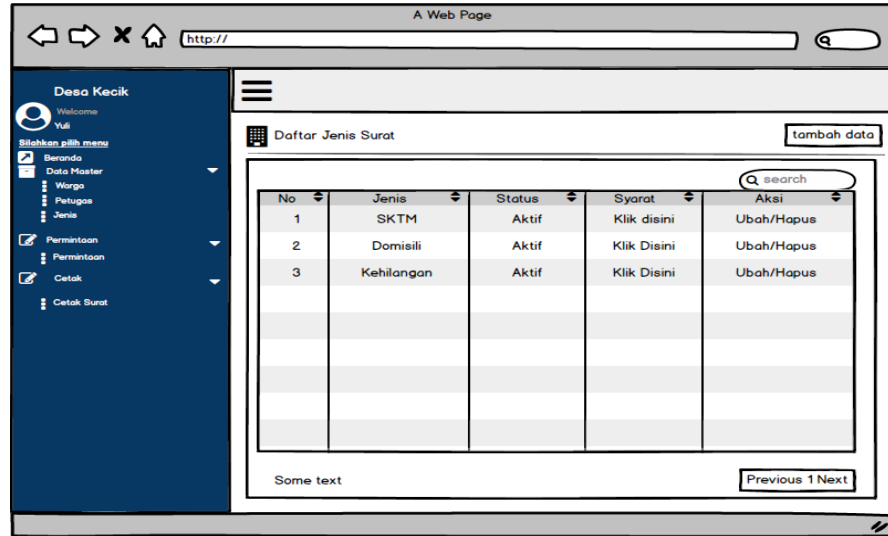 A Web Page
http://
Desa Kecik
Welcome
Yuli
Silahkan pilih menu
Beranda
Data Master
Warga
Petugas
Jenis
Permintaan
Permintaan
Cetak
Cetak Surat
Daftar Jenis Surat
tambah data
search
No Jenis Status Syarat Aksi
1 SKTM Aktif Klik disini Ubah/Hapus
2 Domisili Aktif Klik Disini Ubah/Hapus
3 Kehilangan Aktif Klik Disini Ubah/Hapus
Some text
Previous 1 Next